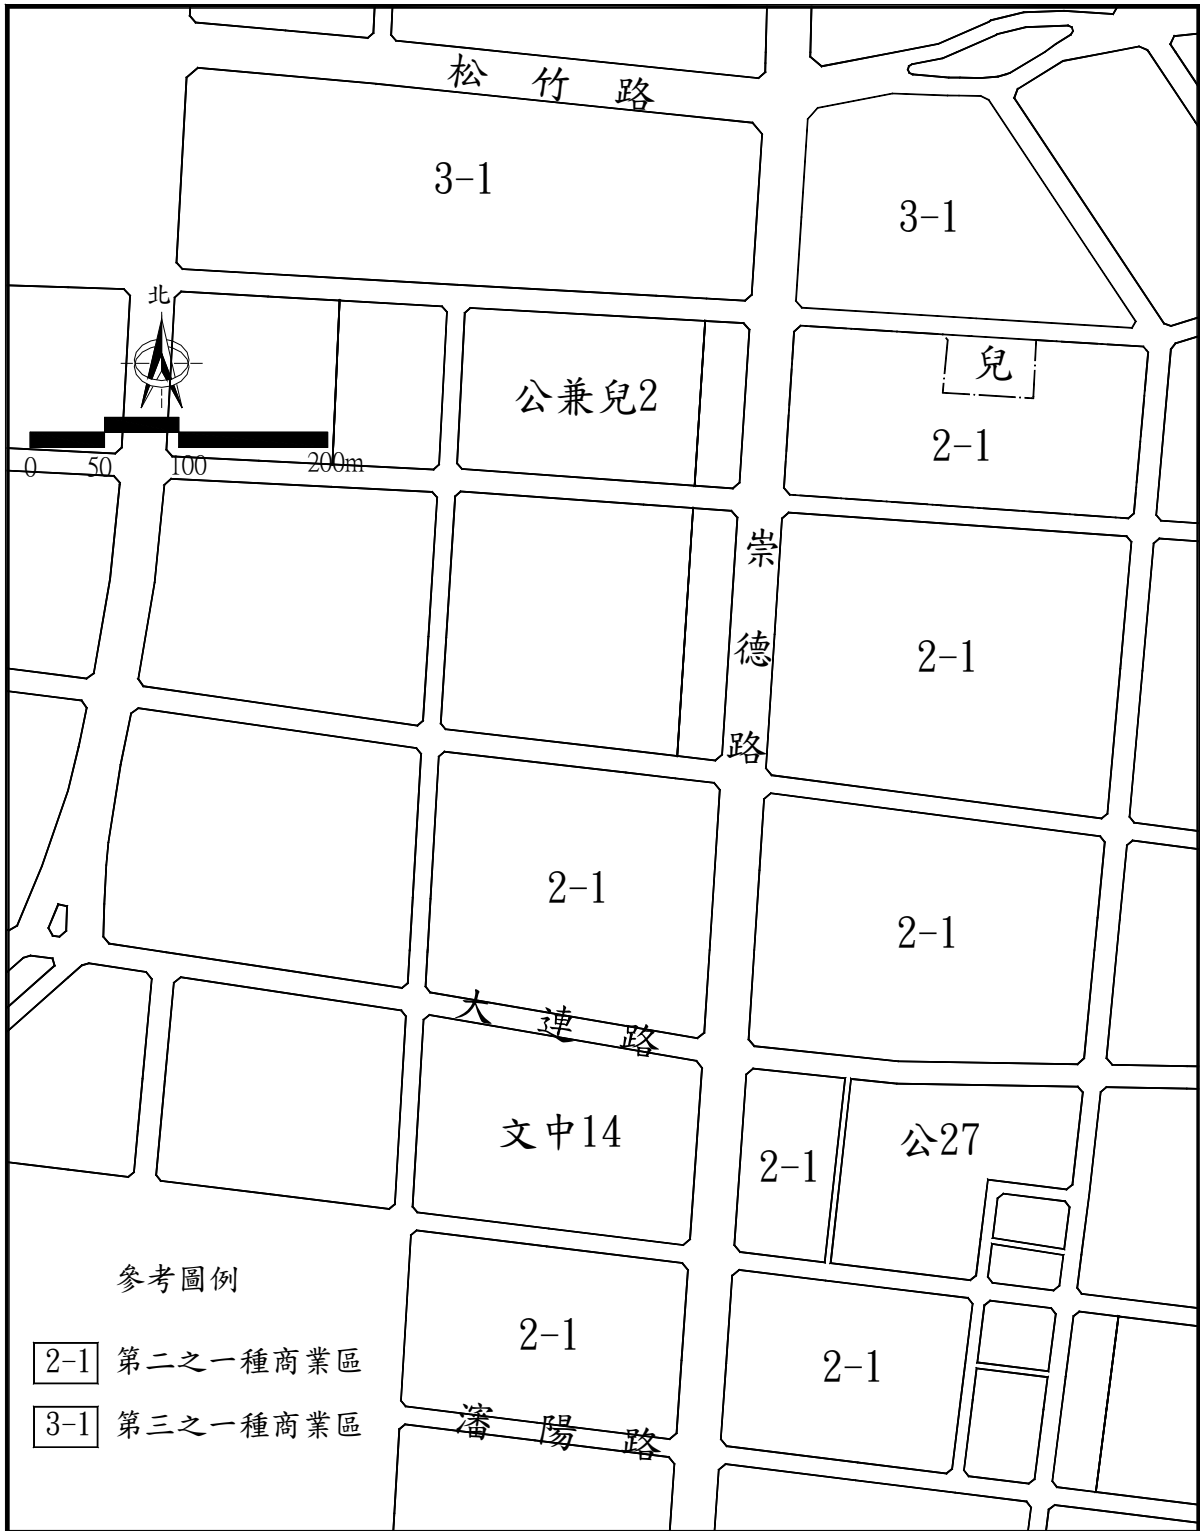 松竹路
3-1
3-1
北
兒
公兼兒2
2-1
0 50 100 200m
崇德路
2-1
2-1
2-1
大連路
文中14
公27
2-1
參考圖例
2-1
2-1
2-1 第二之一種商業區
3-1 第三之一種商業區
瀋陽路